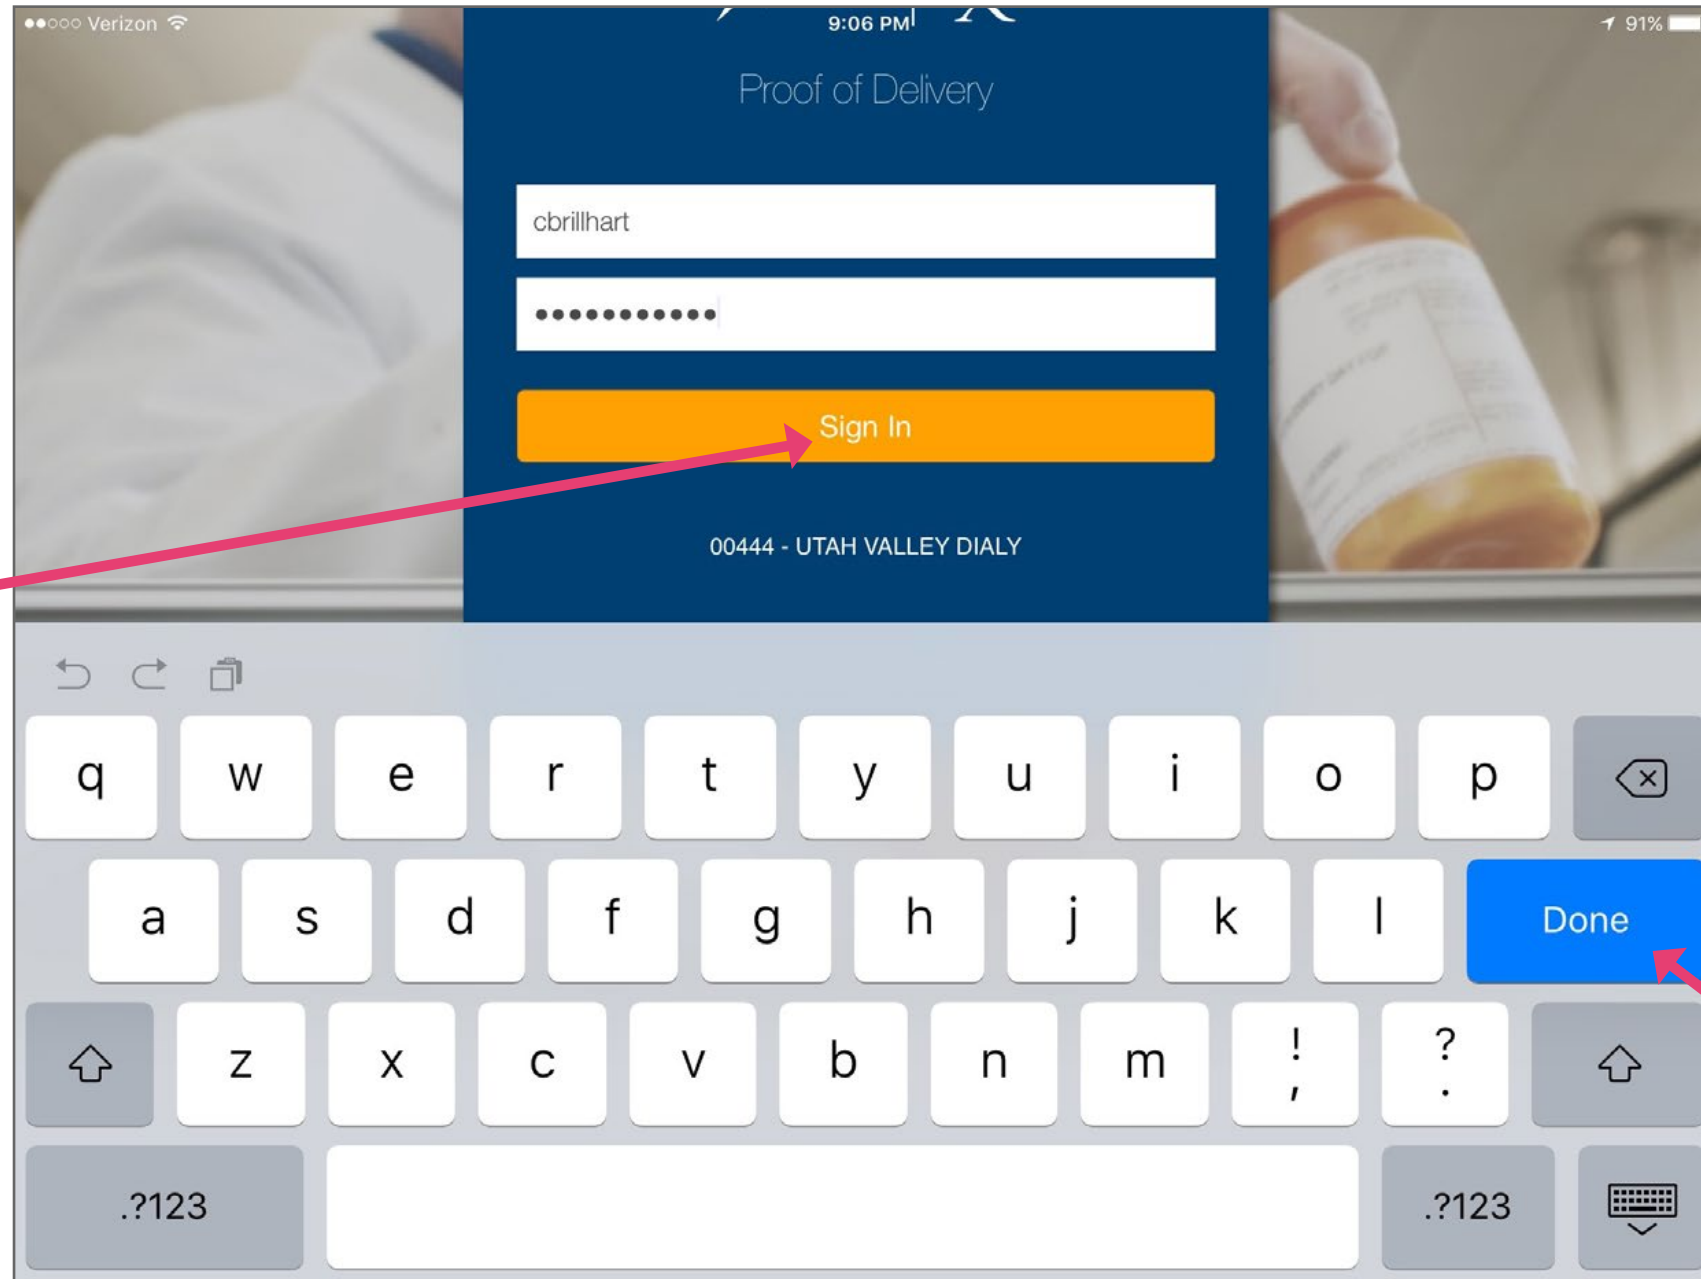 Verizon 9:06 PM 91%
Proof of Delivery
cbrillhart
Sign In
00444 - UTAH VALLEY DIALY
q w e r t y u i o p
a s d f g h j k l Done
z x c v b n m ! , ? .
.?123 .?123